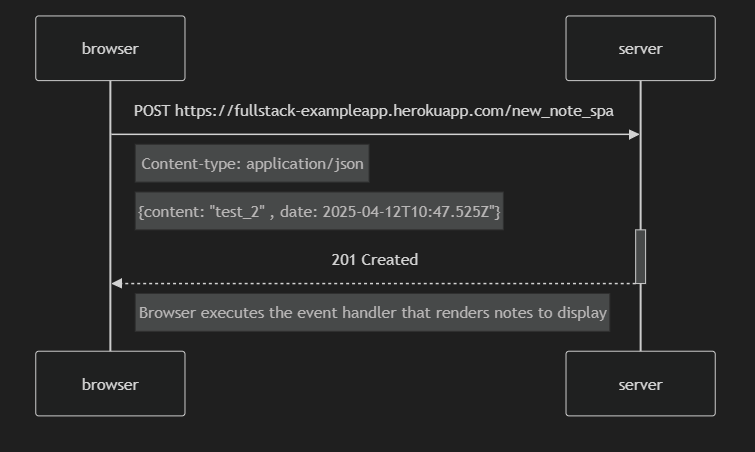 browser
server
POST https://fullstack-exampleapp.herokuapp.com/new_note_spa
Content-type: application/json
{content: "test_2" , date: 2025-04-12T10:47.525Z"}
201 Created
Browser executes the event handler that renders notes to display
browser
server